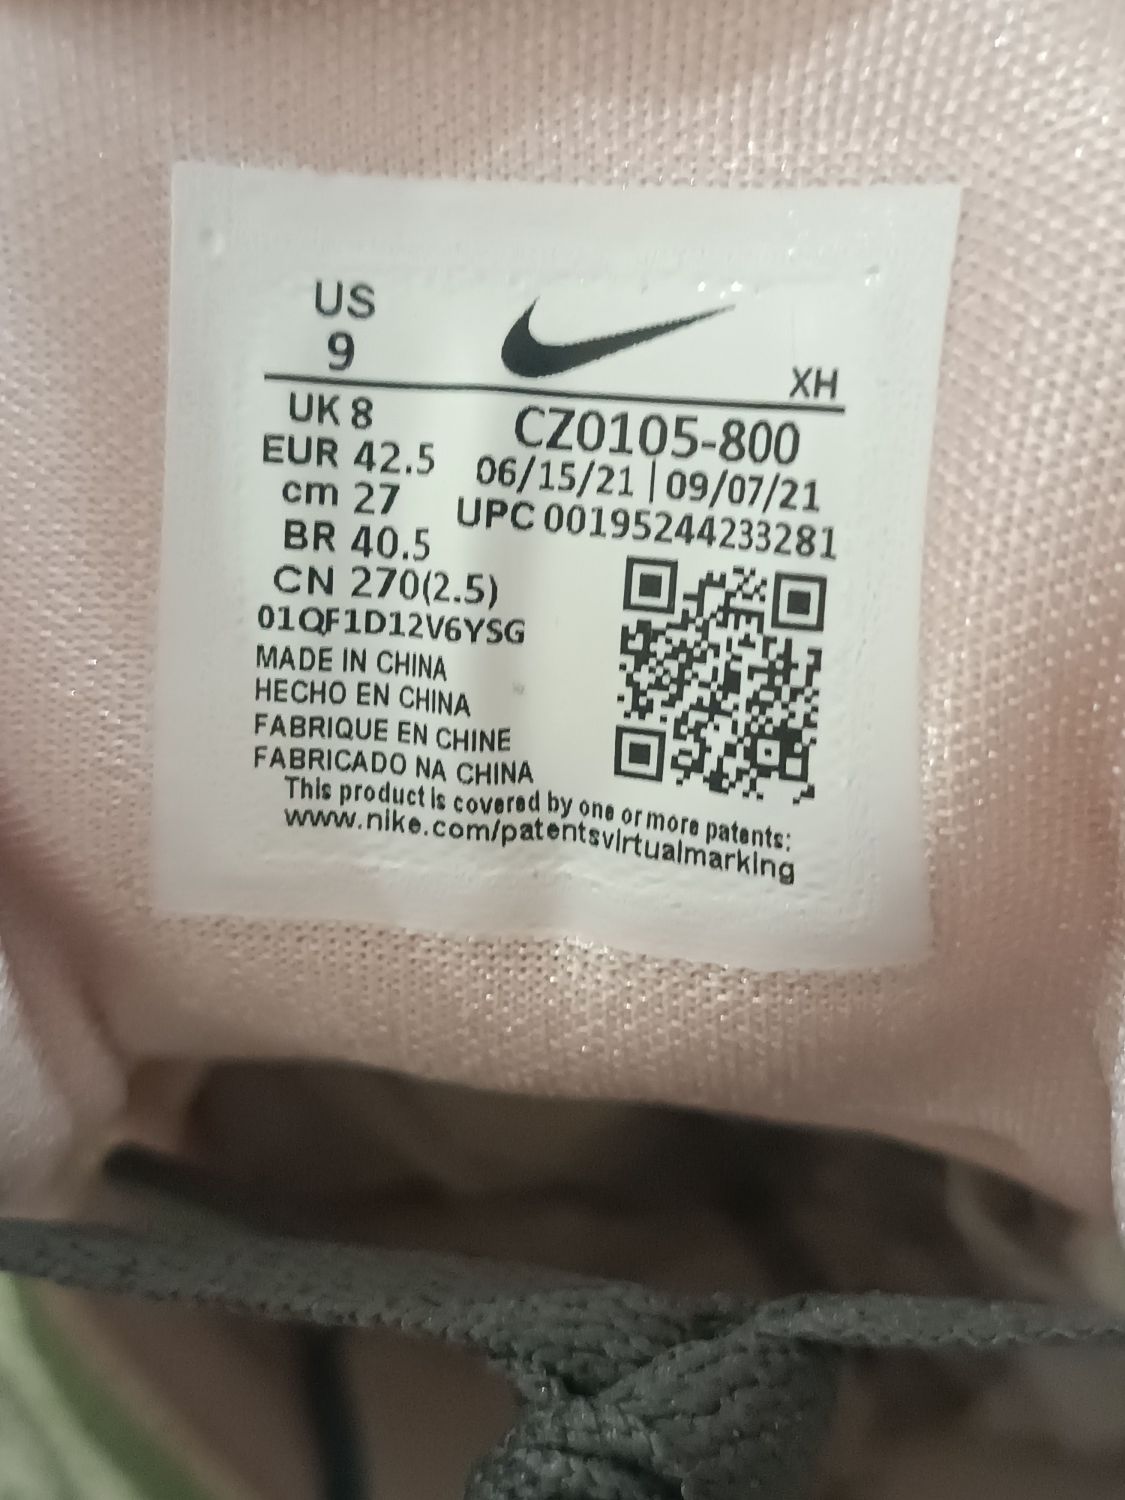 US
9
XH
UK 8
EUR 42.5
cm 27
BR 40.5
CN 270(2.5)
01QF1D12V6YSG
CZ0105-800
06/15/21 | 09/07/21
UPC 00195244233281
MADE IN CHINA
HECHO EN CHINA
FABRIQUE EN CHINE
FABRICADO NA CHINA
This product is covered by one or more patents:
www.nike.com/patentsvirtualmarking